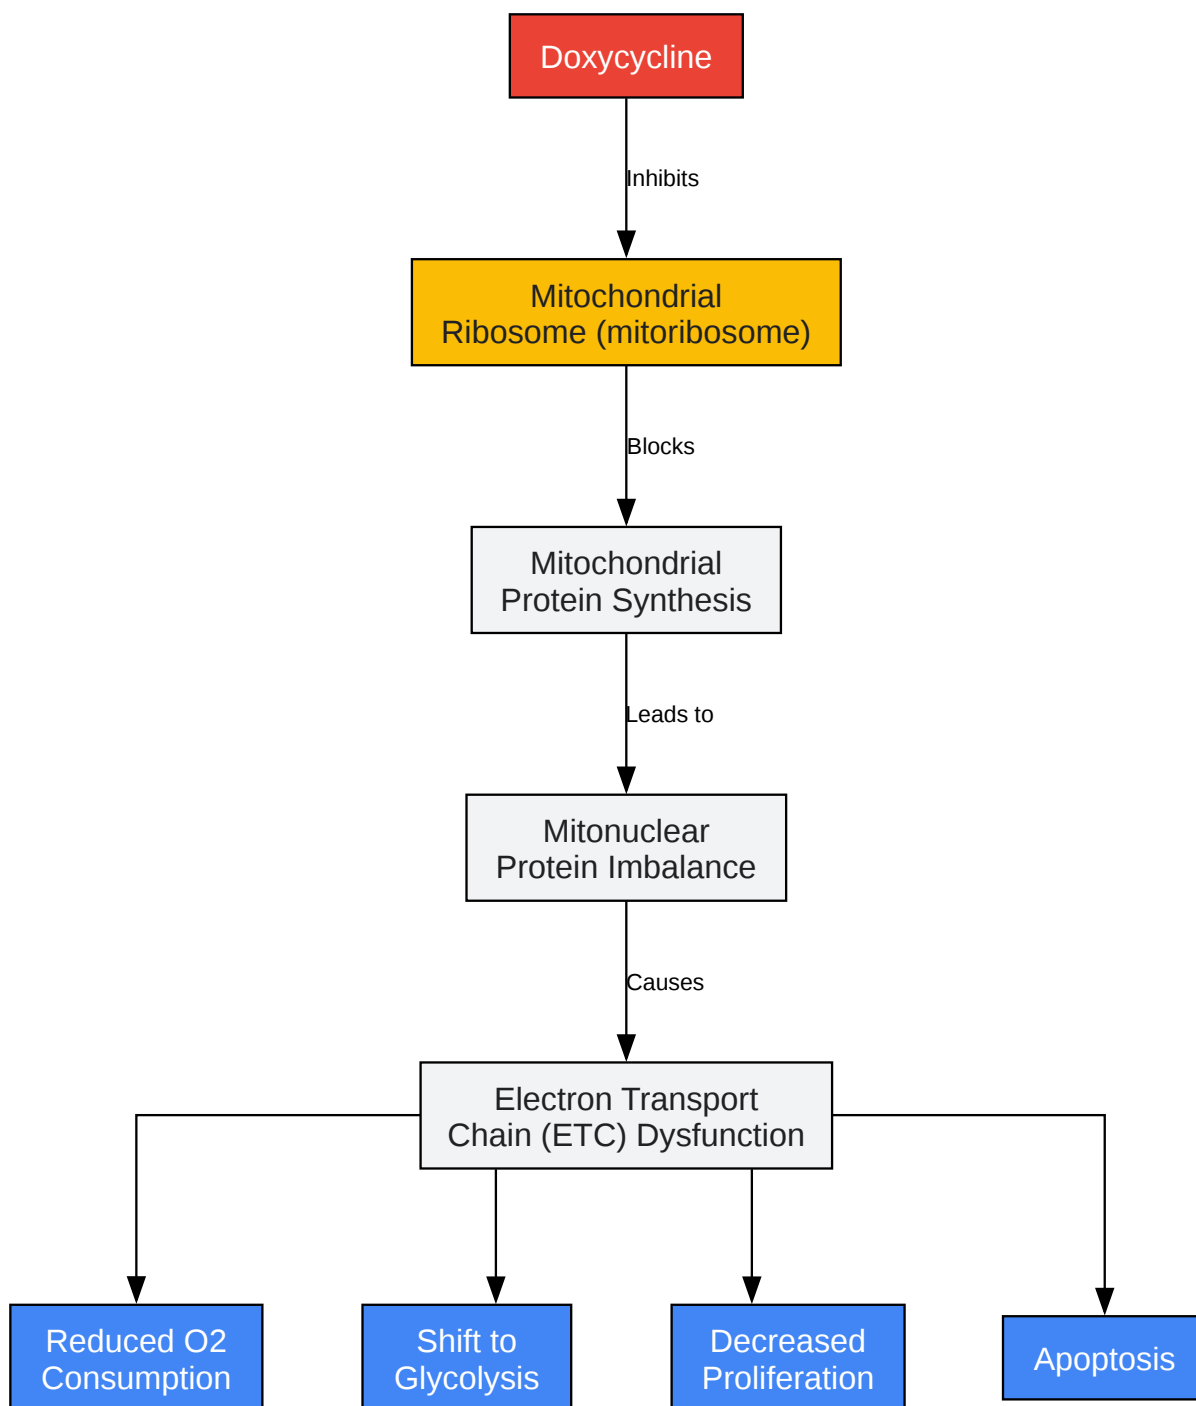 Doxycycline
Inhibits
Mitochondrial
Ribosome (mitoribosome)
Blocks
Mitochondrial
Protein Synthesis
Leads to
Mitonuclear
Protein Imbalance
Causes
Electron Transport
Chain (ETC) Dysfunction
Reduced O2
Consumption
Shift to
Glycolysis
Decreased
Proliferation
Apoptosis